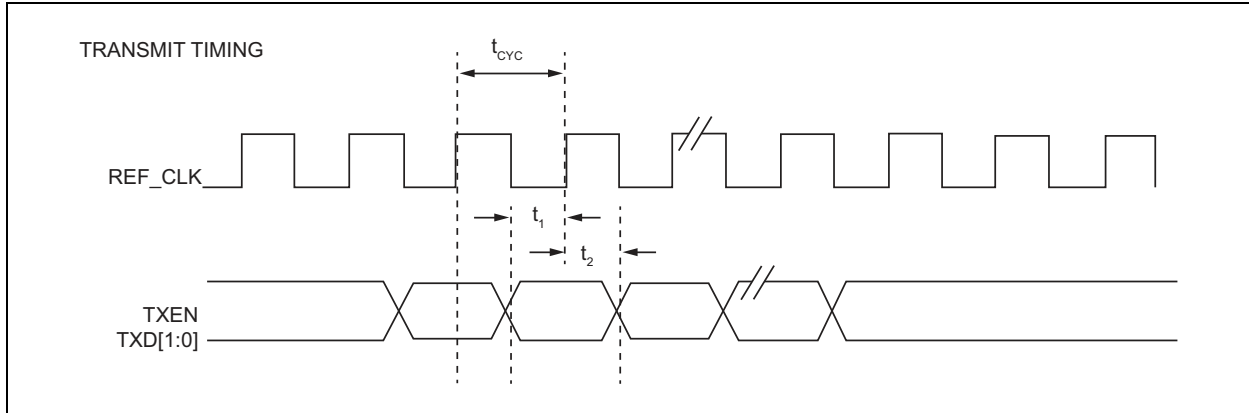 TRANSMIT TIMING
tCYC
REF_CLK
t1
t2
TXEN
TXD[1:0]